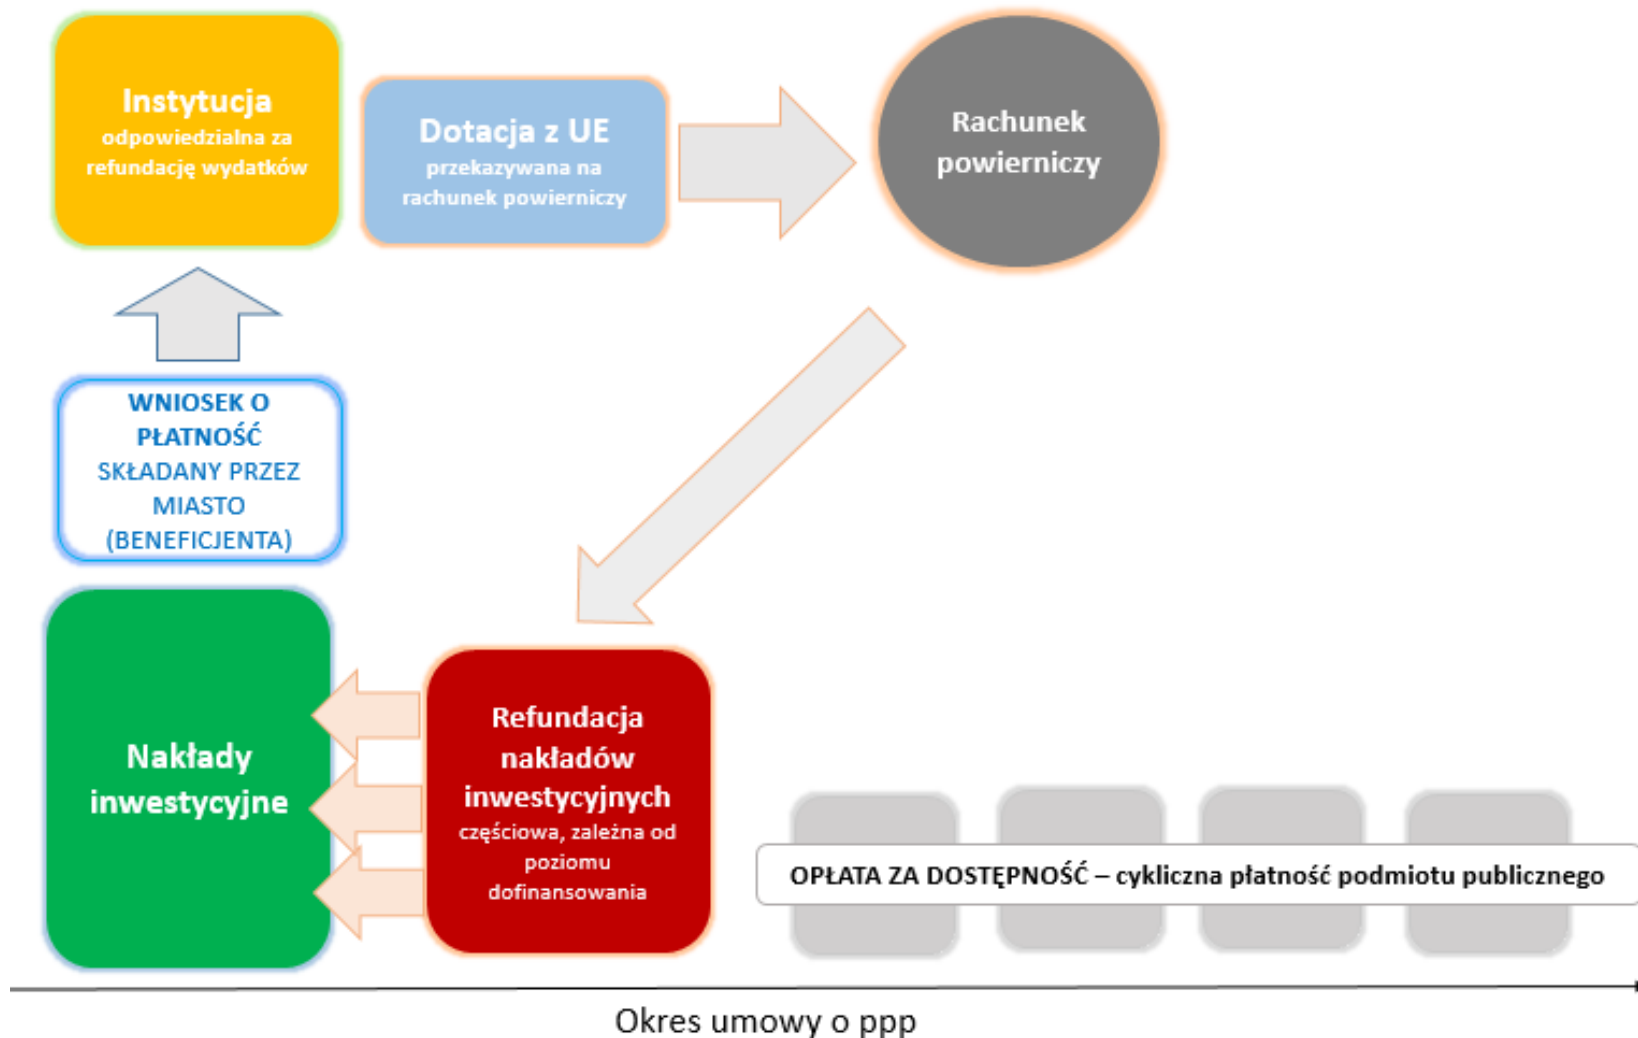 Instytucja
odpowiedzialna za
refundację wydatków
Dotacja z UE
przekazywana na
rachunek powierniczy
Rachunek
powierniczy
WNIOSEK O
PŁATNOŚĆ
SKŁADANY PRZEZ
MIASTO
(BENEFICJENTA)
Nakłady
inwestycyjne
Refundacja
nakładów
inwestycyjnych
częściowa, zależna od
poziomu
dofinansowania
OPŁATA ZA DOSTĘPNOŚĆ – cykliczna płatność podmiotu publicznego
Okres umowy o ppp